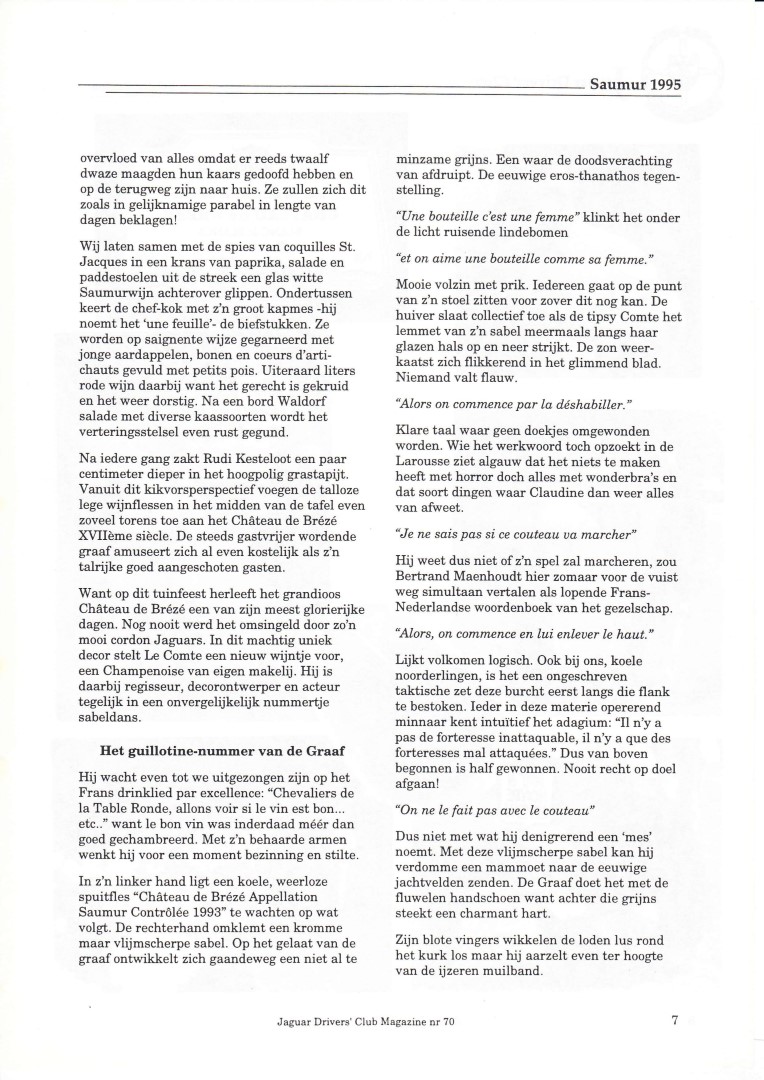 Saumur 1995
overvloed van alles omdat er reeds twaalf
dwaze maagden hun kaars gedoofd hebben en
op de terugweg zijn naar huis. Ze zullen zich dit
zoals in gelijknamige parabel in lengte van
dagen beklagen!
Wij laten samen met de spies van coquilles St.
Jacques in een krans van paprika, salade en
paddestoelen uit de streek een glas witte
Saumurwijn achterover glippen. Ondertussen
keert de chef-kok met z'n groot kapmes -hij
noemt het 'une feuille'- de biefstukken. Ze
worden op saignente wijze gegarneerd met
jonge aardappelen, bonen en coeurs d'arti-
chauts gevuld met petits pois. Uiteraard liters
rode wijn daarbij want het gerecht is gekruid
en het weer dorstig. Na een bord Waldorf
salade met diverse kaassoorten wordt het
verteringsstelsel even rust gegund.
Na iedere gang zakt Rudi Kesteloot een paar
centimeter dieper in het hoogpolig grastapijt.
Vanuit dit kikvorsperspectief voegen de talloze
lege wijnflessen in het midden van de tafel even
zoveel torens toe aan het Château de Brézé
XVIIème siècle. De steeds gastvrijer wordende
graaf amuseert zich al even kostelijk als z'n
talrijke goed aangeschoten gasten.
Want op dit tuinfeest herleeft het grandioos
Château de Brézé een van zijn meest glorierijke
dagen. Nog nooit werd het omsingeld door zo'n
mooi cordon Jaguars. In dit machtig uniek
decor stelt Le Comte een nieuw wijntje voor,
een Champenoise van eigen makelij. Hij is
daarbij regisseur, decorontwerper en acteur
tegelijk in een onvergelijkelijk nummertje
sabeldans.
Het guillotine-nummer van de Graaf
Hij wacht even tot we uitgezongen zijn op het
Frans drinklied par excellence: “Chevaliers de
la Table Ronde, allons voir si le vin est bon...
etc..” want le bon vin was inderdaad méér dan
goed gechambreerd. Met z'n behaarde armen
wenkt hij voor een moment bezinning en stilte.
In z'n linker hand ligt een koele, weerloze
spuitfles “Château de Brézé Appellation
Saumur Contrôlée 1993” te wachten op wat
volgt. De rechterhand omklemt een kromme
maar vlijmscherpe sabel. Op het gelaat van de
graaf ontwikkelt zich gaandeweg een niet al te
minzame grijns. Een waar de doodsverachting
van afdruipt. De eeuwige eros-thanathos tegen-
stelling.
“Une bouteille c'est une femme” klinkt het onder
de licht ruisende lindebomen
“et on aime une bouteille comme sa femme.”
Mooie volzin met prik. Iedereen gaat op de punt
van z'n stoel zitten voor zover dit nog kan. De
huiver slaat collectief toe als de tipsy Comte het
lemmet van z'n sabel meermaals langs haar
glazen hals op en neer strijkt. De zon weer-
kaatst zich flikkerend in het glimmend blad.
Niemand valt flauw.
“Alors on commence par la déshabiller.”
Klare taal waar geen doekjes omgewonden
worden. Wie het werkwoord toch opzoekt in de
Larousse ziet algauw dat het niets te maken
heeft met horror doch alles met wonderbra's en
dat soort dingen waar Claudine dan weer alles
van afweet.
“Je ne sais pas si ce couteau va marcher”
Hij weet dus niet of z'n spel zal marcheren, zou
Bertrand Maenhoudt hier zomaar voor de vuist
weg simultaan vertalen als lopende Frans-
Nederlandse woordenboek van het gezelschap.
“Alors, on commence en lui enlever le haut.”
Lijkt volkomen logisch. Ook bij ons, koele
noorderlingen, is het een ongeschreven
taktische zet deze burcht eerst langs die flank
te bestoken. Ieder in deze materie opererend
minnaar kent intuïtief het adagium: “Il n'y a
pas de forteresse inattaquable, il n'y a que des
forteresses mal attaquées.” Dus van boven
begonnen is half gewonnen. Nooit recht op doel
afgaan!
“On ne le fait pas avec le couteau”
Dus niet met wat hij denigrerend een 'mes'
noemt. Met deze vlijmscherpe sabel kan hij
verdomme een mammoet naar de eeuwige
jachtvelden zenden. De Graaf doet het met de
fluwelen handschoen want achter die grijns
steekt een charmant hart.
Zijn blote vingers wikkelen de loden lus rond
het kurk los maar hij aarzelt even ter hoogte
van de ijzeren muilband.
Jaguar Drivers' Club Magazine nr 70
7